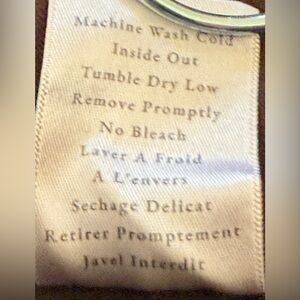 Machine Wash Cold
Inside Out
Tumble Dry Low
Remove Promptly
No Bleach
Laver A Froid
A L'envers
Sechage Delicat
Retirer Promptement
Javel Interdit